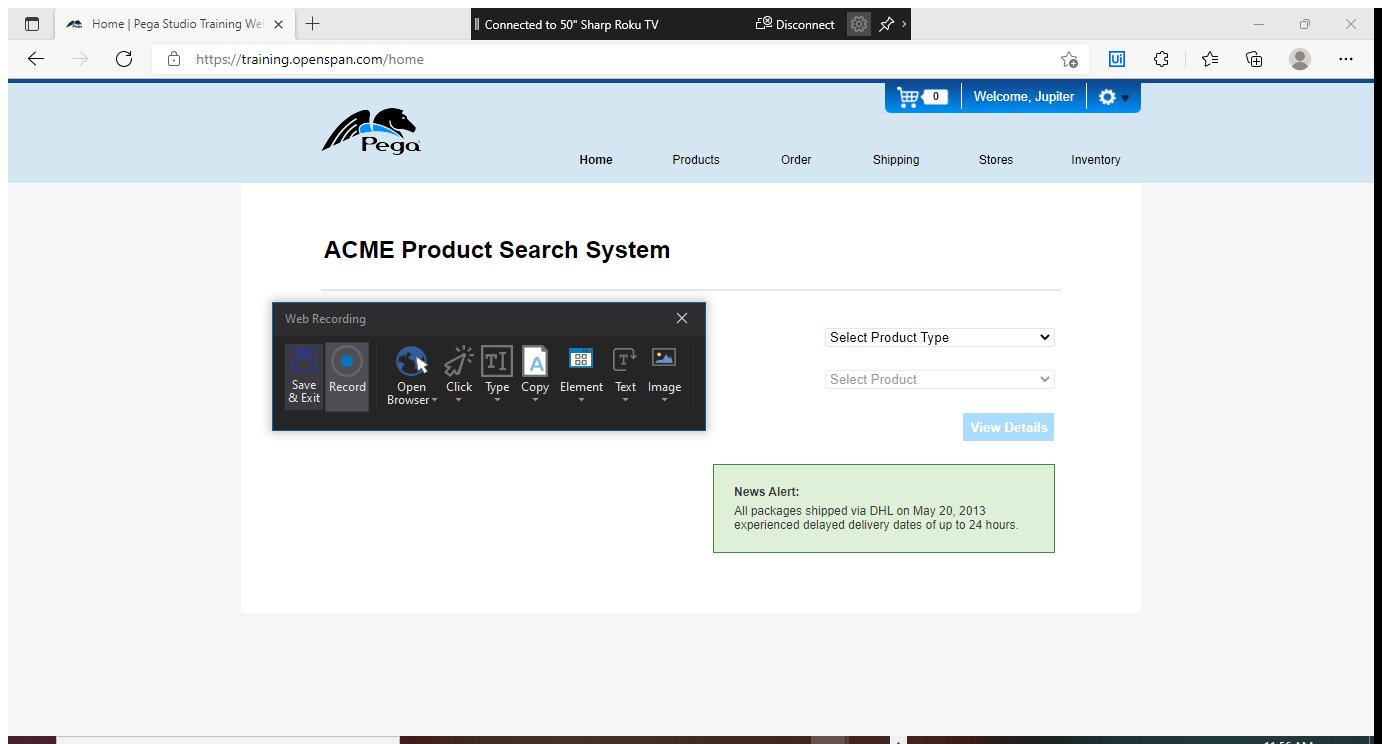 Home | Pega Studio Training We
Connected to 50" Sharp Roku TV
Disconnect
https://training.openspan.com/home
Ui
0
Welcome, Jupiter
Pega
Home Products Order Shipping Stores Inventory
ACME Product Search System
Web Recording
Save
& Exit
Record
Open
Browser
Click
Type
Copy
Element
Text
Image
Select Product Type
Select Product
View Details
News Alert:
All packages shipped via DHL on May 20, 2013
experienced delayed delivery dates of up to 24 hours.